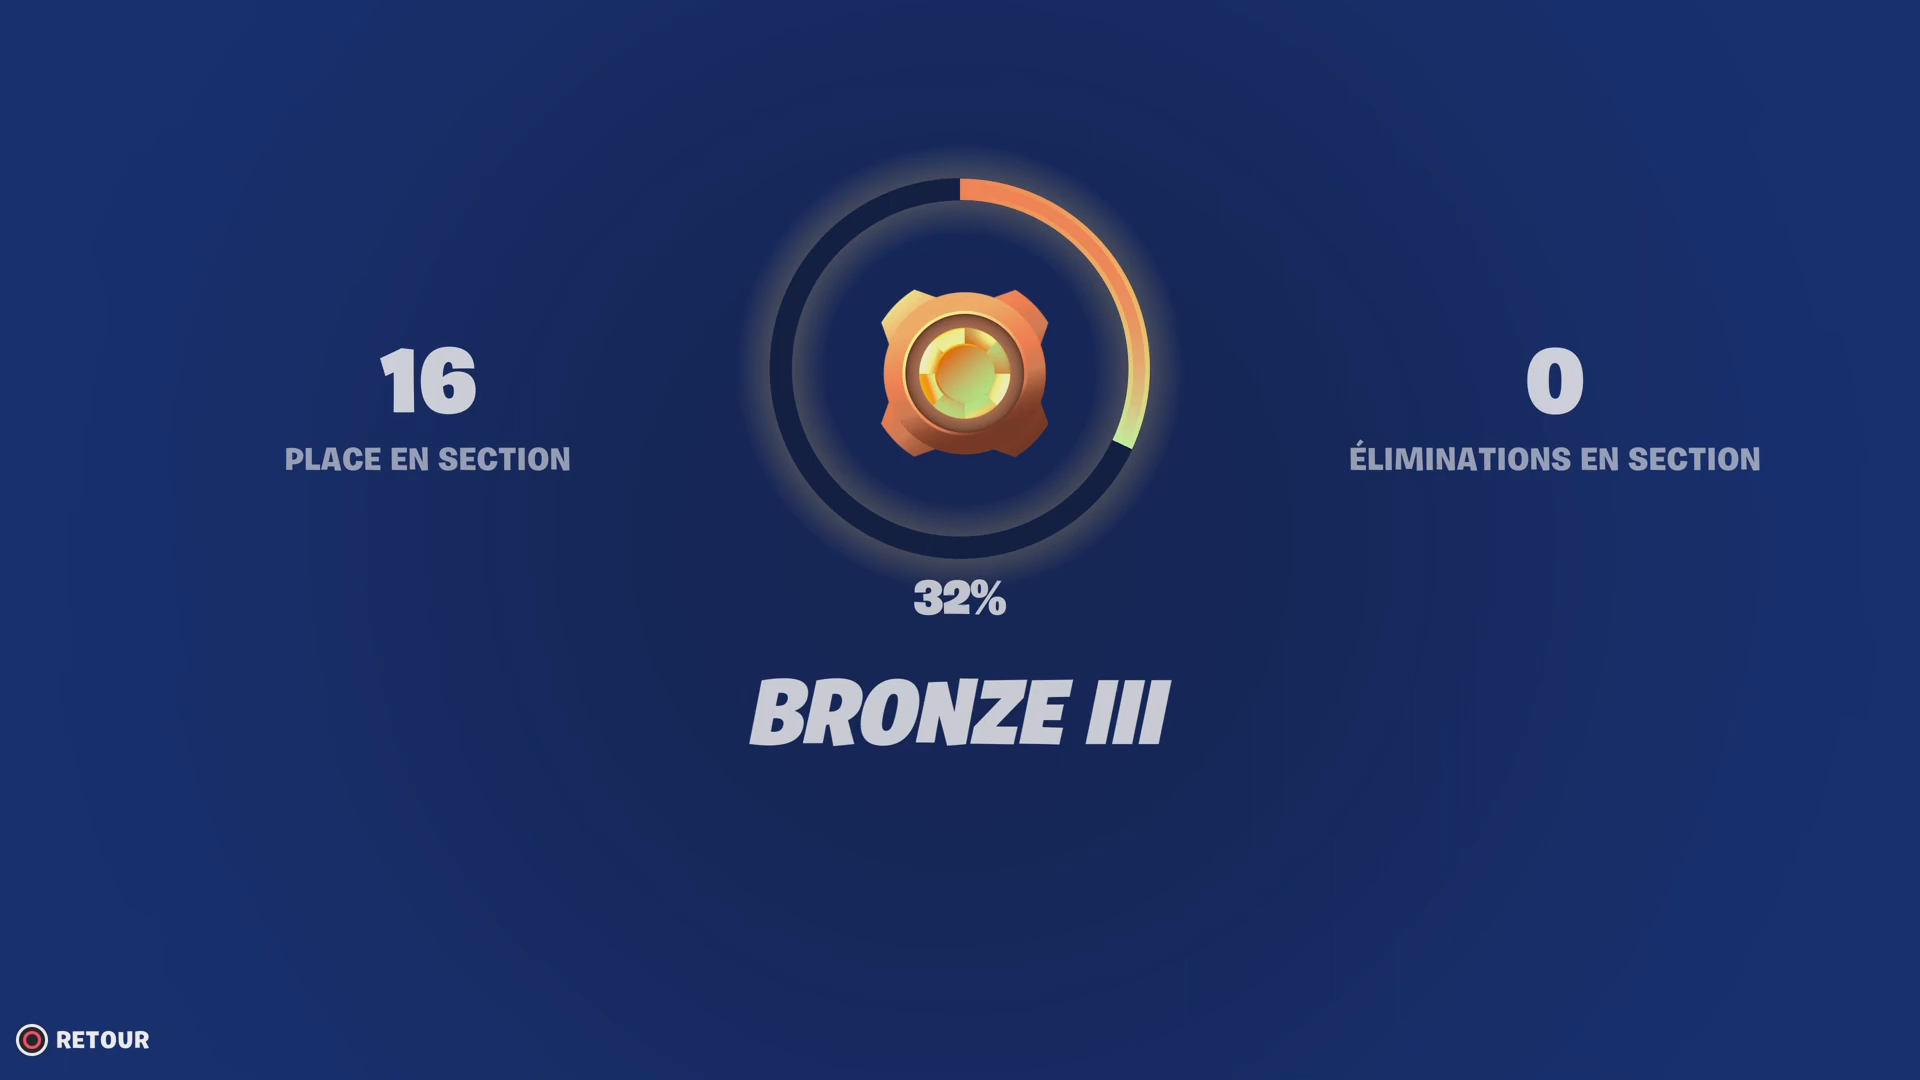 16
PLACE EN SECTION
0
ÉLIMINATIONS EN SECTION
32%
BRONZE III
RETOUR